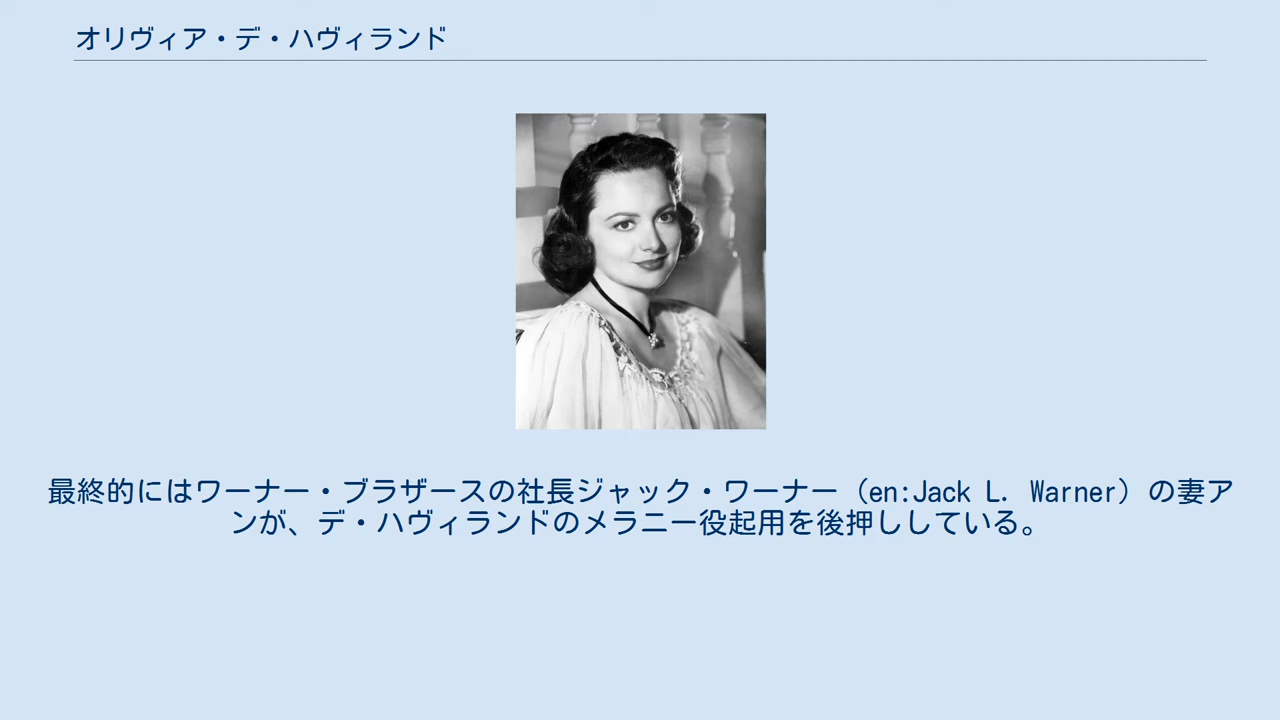 オリヴィア・デ・ハヴィランド
最終的にはワーナー・ブラザースの社長ジャック・ワーナー（en:Jack L. Warner）の妻ア
ンが、デ・ハヴィランドのメラニー役起用を後押ししている。